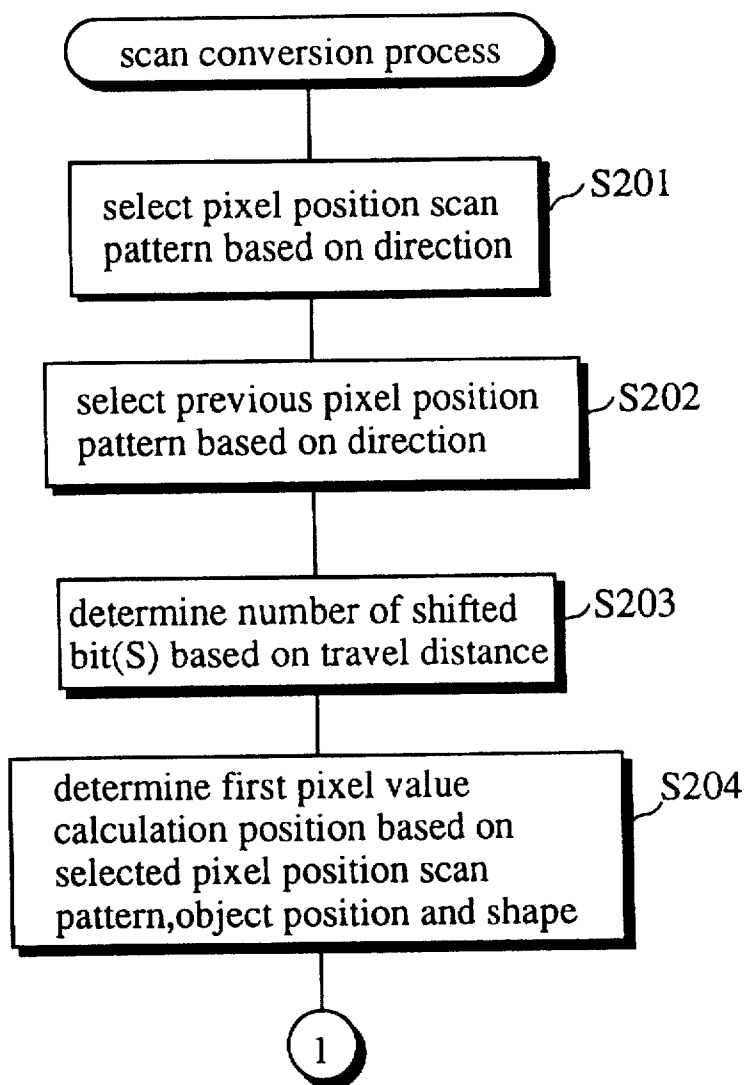 scan conversion process
S201
select pixel position scan
pattern based on direction
S202
select previous pixel position
pattern based on direction
S203
determine number of shifted
bit(S) based on travel distance
S204
determine first pixel value
calculation position based on
selected pixel position scan
pattern,object position and shape
1